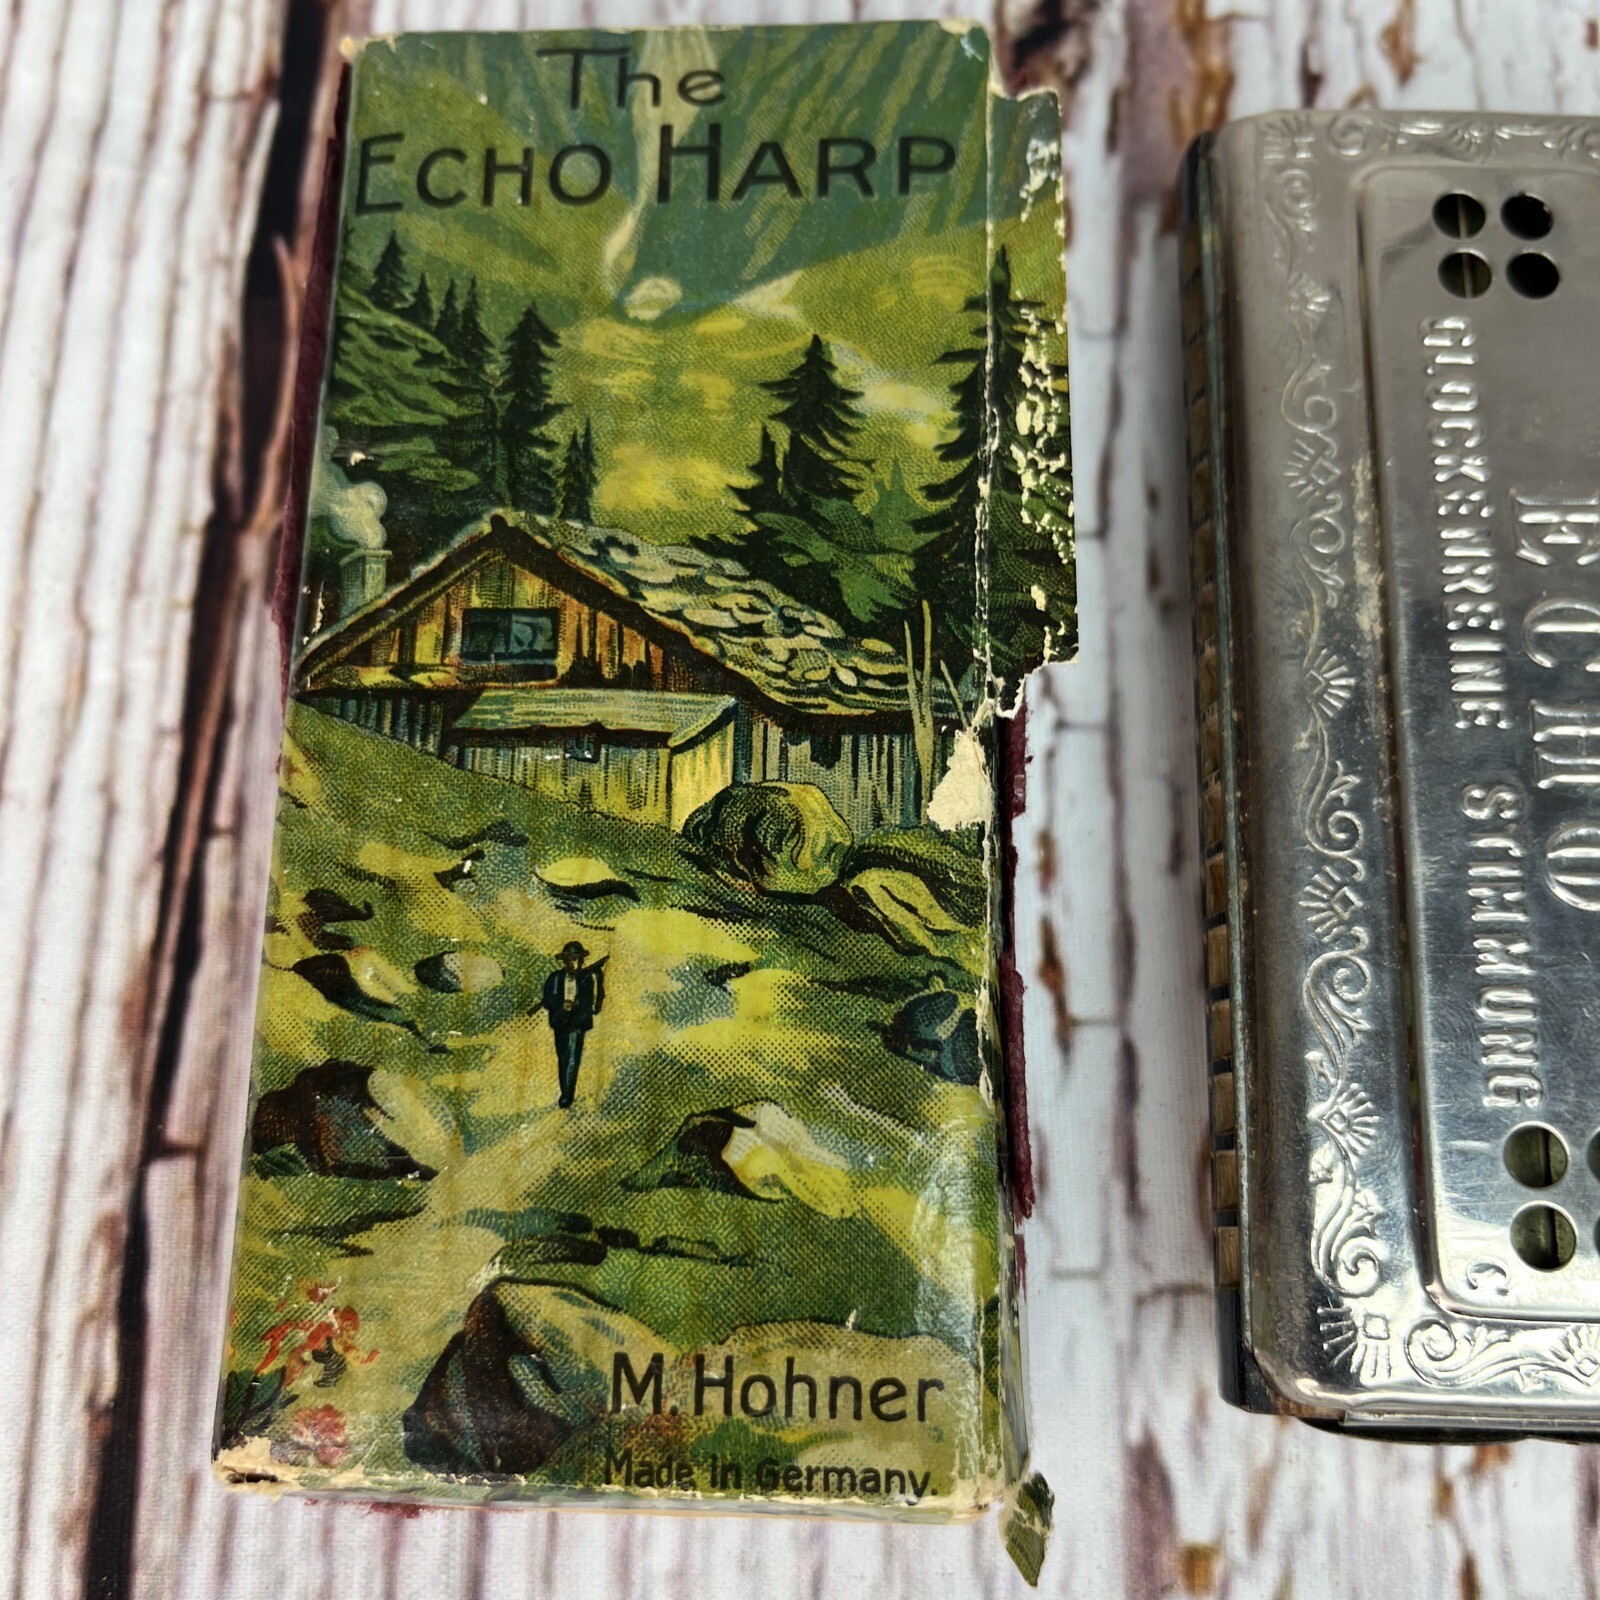 The
ECHO HARP
M. Hohner
Made in Germany.
GLOCKENREINE STIMMUNG
ECHO
C